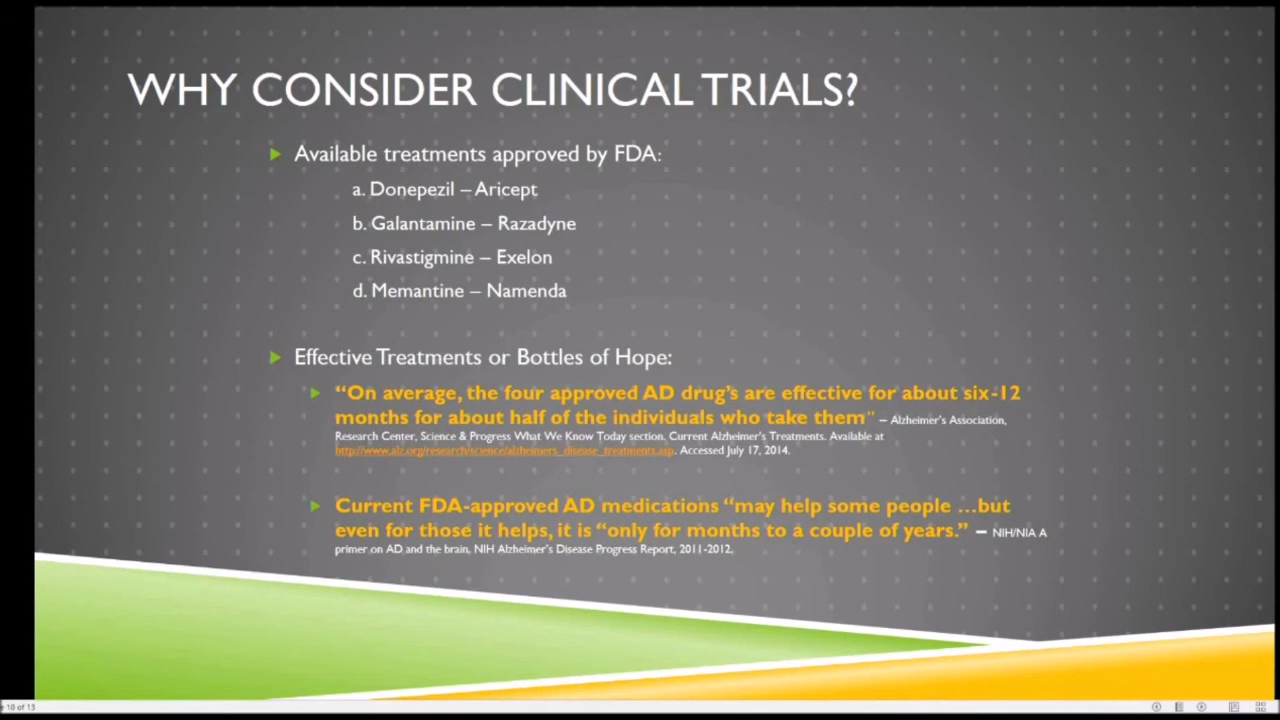 WHY CONSIDER CLINICAL TRIALS?
Available treatments approved by FDA:
a. Donepezil – Aricept
b. Galantamine – Razadyne
c. Rivastigmine – Exelon
d. Memantine – Namenda
Effective Treatments or Bottles of Hope:
“On average, the four approved AD drug’s are effective for about six-12
months for about half of the individuals who take them” – Alzheimer’s Association,
Research Center, Science & Progress What We Know Today section. Current Alzheimer’s Treatments. Available at
http://www.alz.org/research/science/alzheimers_disease_treatments.asp. Accessed July 17, 2014.
Current FDA-approved AD medications “may help some people …but
even for those it helps, it is “only for months to a couple of years.” – NIH/NIA A
primer on AD and the brain, NIH Alzheimer’s Disease Progress Report, 2011-2012.
e 10 of 13